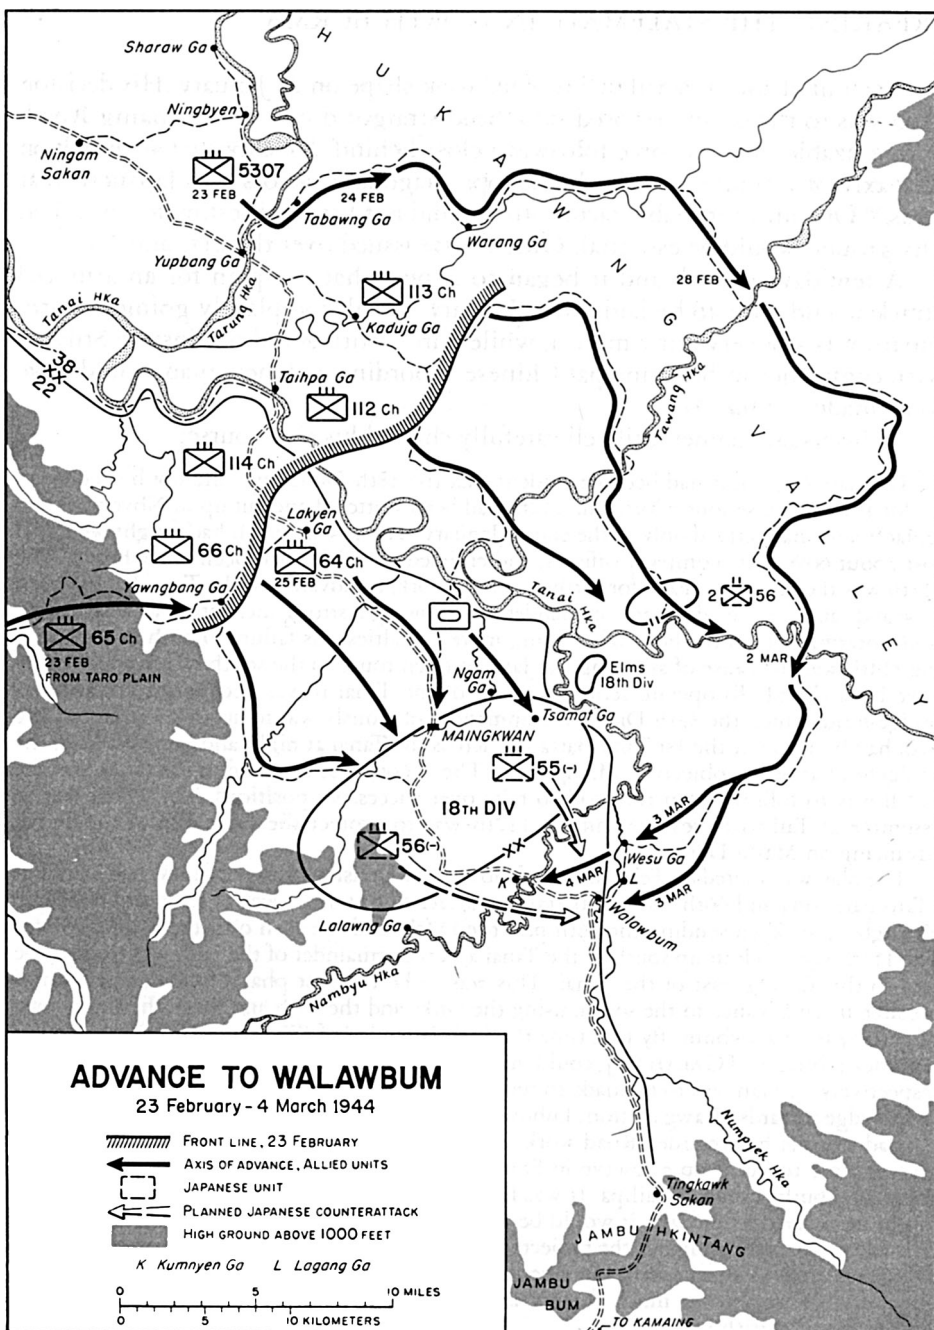 Sharaw Ga
H U K A W N G V A L L E Y
Ningbyen
Ningam
Sakan
5307
23 FEB
24 FEB
Tabawng Ga
Warang Ga
Yupbang Ga
28 FEB
113 Ch
Tanai Hka
Tarung Hka
Kaduja Ga
38
XX
22
Taihpa Ga
112 Ch
Tawang Hka
114 Ch
Lakyen
Ga
66 Ch
64 Ch
25 FEB
Yawngbang Ga
2 56
Tanai Hka
65 Ch
23 FEB
FROM TARO PLAIN
2 MAR
Elms
18th Div
Ngam
Ga
Tsamat Ga
MAINGKWAN
55(-)
18TH DIV
3 MAR
56(-)
XX
Wesu Ga
K
4 MAR
L
3 MAR
Walawbum
Lalawng Ga
Nambyu Hka
Numpyek Hka
Tingkawk
Sakan
JAMBU HKINTANG
JAMBU
BUM
TO KAMAING
ADVANCE TO WALAWBUM
23 February - 4 March 1944
FRONT LINE, 23 FEBRUARY
AXIS OF ADVANCE, ALLIED UNITS
JAPANESE UNIT
PLANNED JAPANESE COUNTERATTACK
HIGH GROUND ABOVE 1000 FEET
K Kumnyen Ga L Lagang Ga
0 5 10 MILES
0 5 10 KILOMETERS